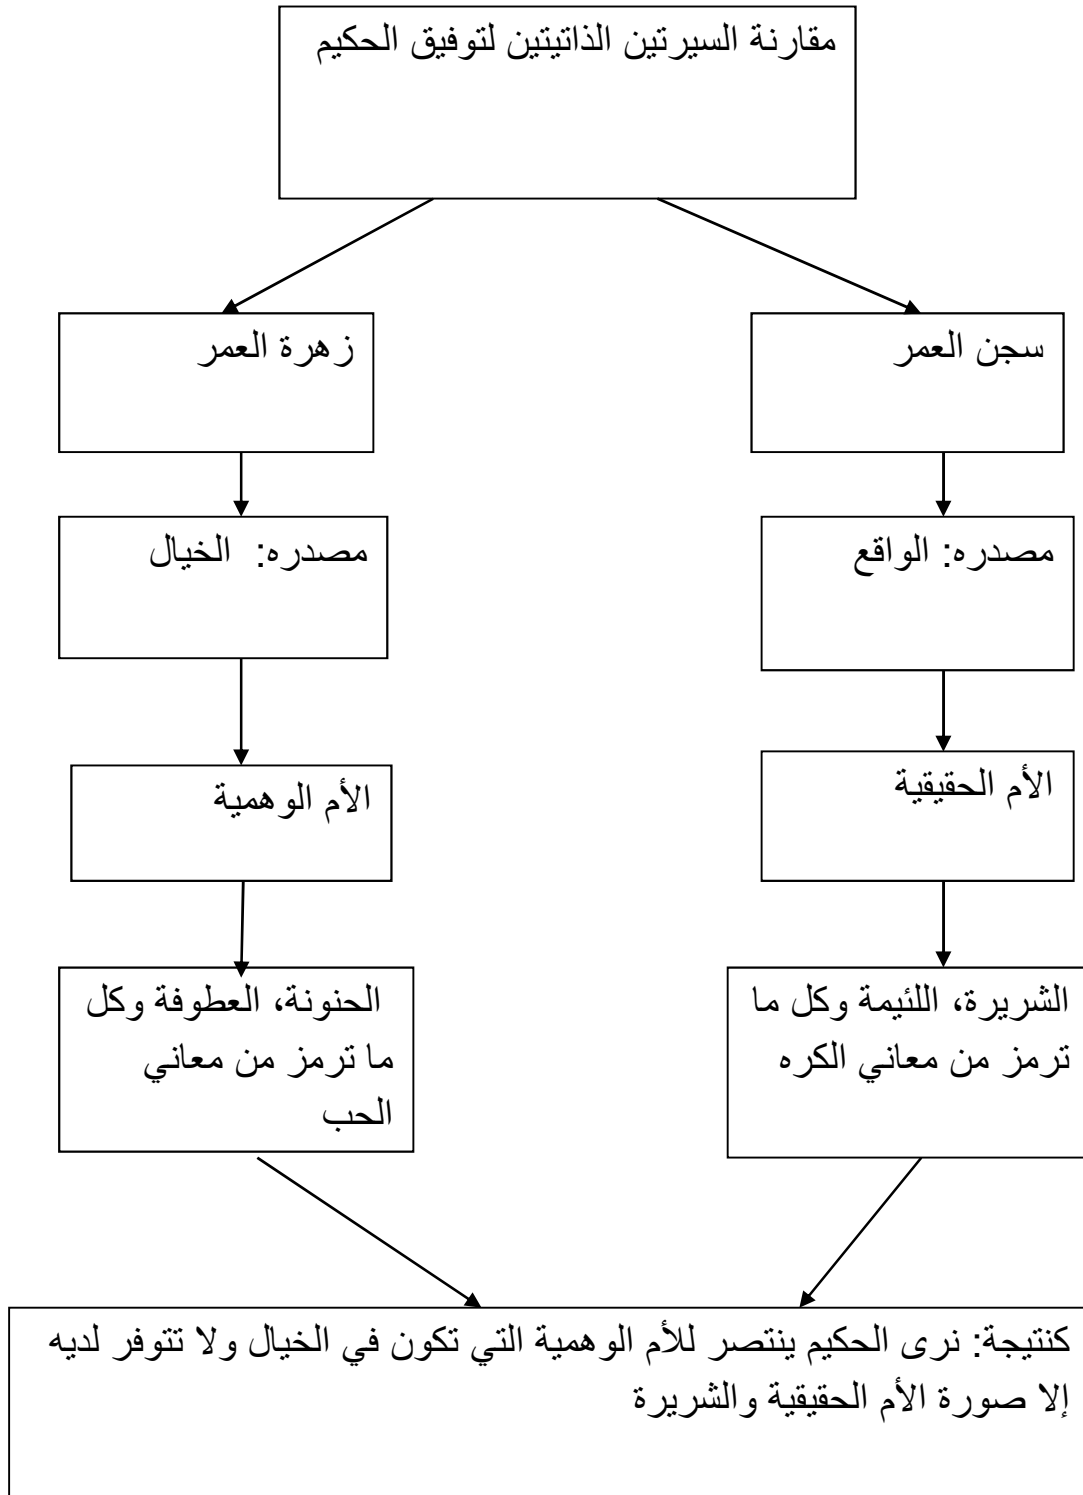 مقارنة السيرتين الذاتيتين لتوفيق الحكيم
سجن العمر
زهرة العمر
مصدره: الواقع
مصدره: الخيال
الأم الحقيقية
الأم الوهمية
الشريرة، اللئيمة وكل ما
ترمز من معاني الكره
الحنونة، العطوفة وكل
ما ترمز من معاني
الحب
كنتيجة: نرى الحكيم ينتصر للأم الوهمية التي تكون في الخيال ولا تتوفر لديه
إلا صورة الأم الحقيقية والشريرة